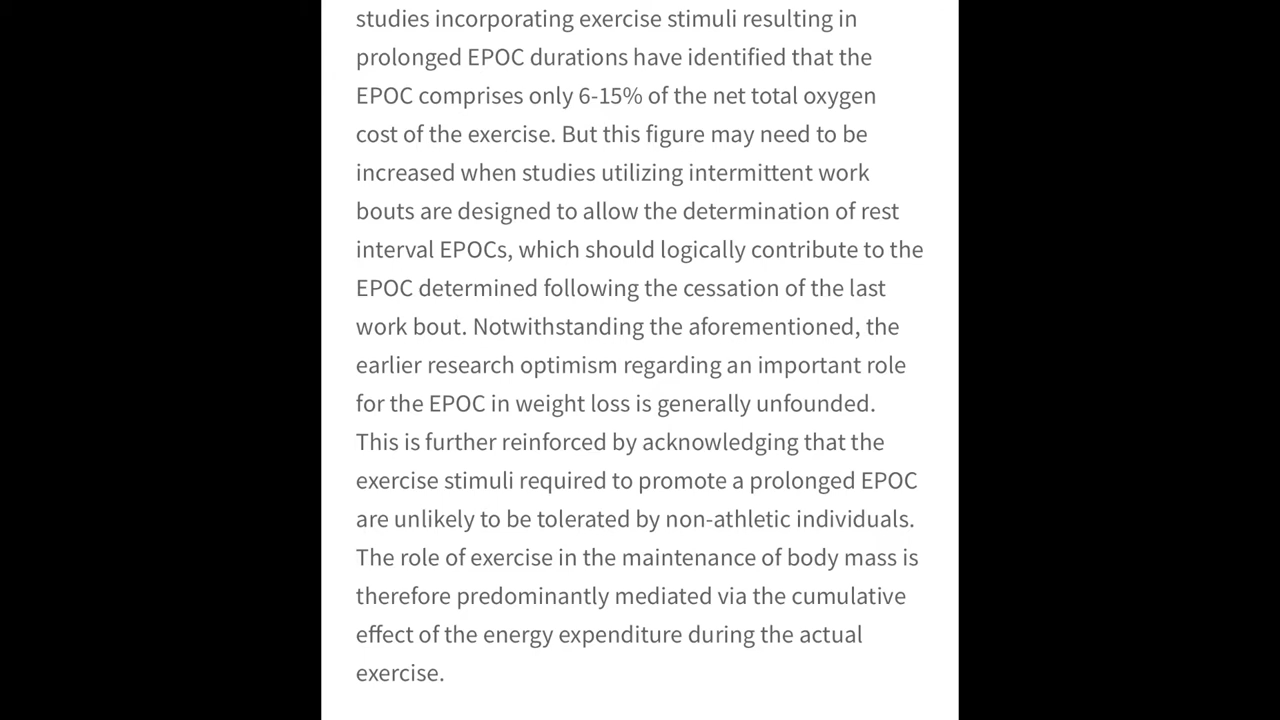 studies incorporating exercise stimuli resulting in
prolonged EPOC durations have identified that the
EPOC comprises only 6-15% of the net total oxygen
cost of the exercise. But this figure may need to be
increased when studies utilizing intermittent work
bouts are designed to allow the determination of rest
interval EPOCs, which should logically contribute to the
EPOC determined following the cessation of the last
work bout. Notwithstanding the aforementioned, the
earlier research optimism regarding an important role
for the EPOC in weight loss is generally unfounded.
This is further reinforced by acknowledging that the
exercise stimuli required to promote a prolonged EPOC
are unlikely to be tolerated by non-athletic individuals.
The role of exercise in the maintenance of body mass is
therefore predominantly mediated via the cumulative
effect of the energy expenditure during the actual
exercise.